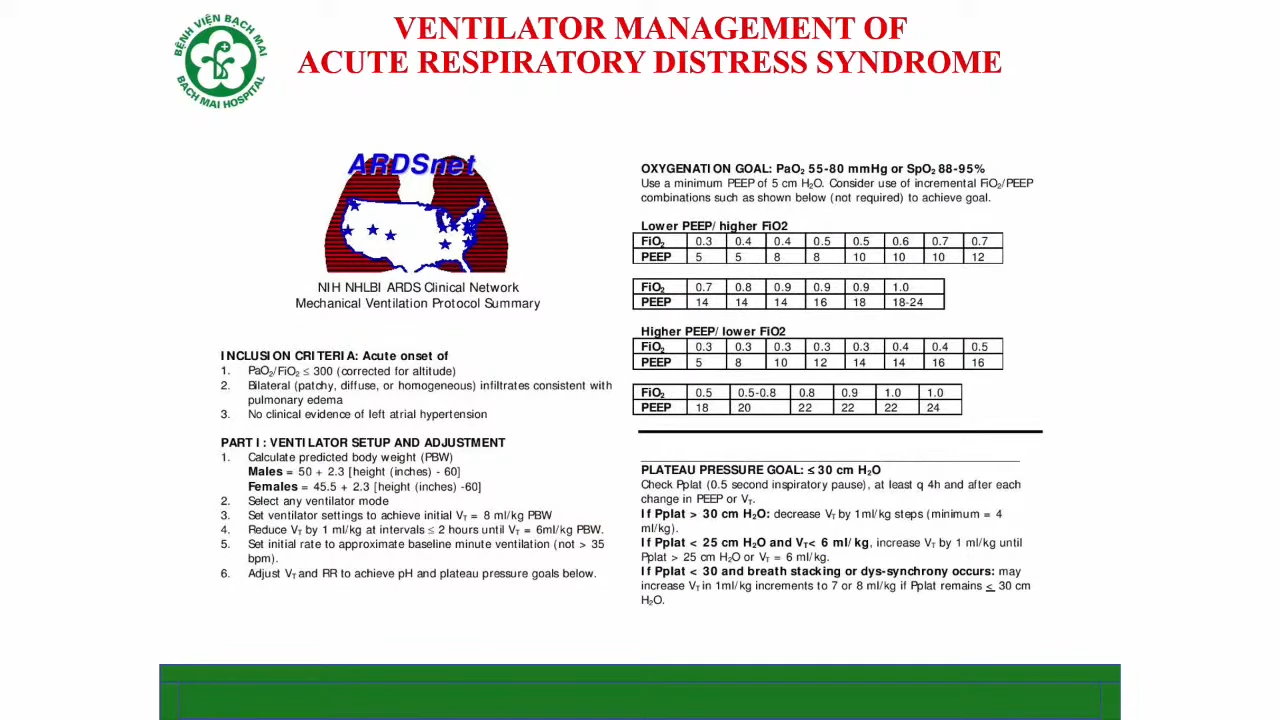 BỆNH VIỆN BẠCH MAI
BACH MAI HOSPITAL
VENTILATOR MANAGEMENT OF
ACUTE RESPIRATORY DISTRESS SYNDROME
ARDSnet
NIH NHLBI ARDS Clinical Network
Mechanical Ventilation Protocol Summary
INCLUSION CRITERIA: Acute onset of
1. PaO₂/FiO₂ ≤ 300 (corrected for altitude)
2. Bilateral (patchy, diffuse, or homogeneous) infiltrates consistent with
pulmonary edema
3. No clinical evidence of left atrial hypertension
PART I: VENTILATOR SETUP AND ADJUSTMENT
1. Calculate predicted body weight (PBW)
Males = 50 + 2.3 [height (inches) - 60]
Females = 45.5 + 2.3 [height (inches) -60]
2. Select any ventilator mode
3. Set ventilator settings to achieve initial V_T = 8 ml/kg PBW
4. Reduce V_T by 1 ml/kg at intervals ≤ 2 hours until V_T = 6ml/kg PBW.
5. Set initial rate to approximate baseline minute ventilation (not > 35
bpm).
6. Adjust V_T and RR to achieve pH and plateau pressure goals below.
OXYGENATION GOAL: PaO₂ 55-80 mmHg or SpO₂ 88-95%
Use a minimum PEEP of 5 cm H₂O. Consider use of incremental FiO₂/PEEP
combinations such as shown below (not required) to achieve goal.
Lower PEEP/higher FiO2
FiO₂ 0.3 0.4 0.4 0.5 0.5 0.6 0.7 0.7
PEEP 5 5 8 8 10 10 10 12
FiO₂ 0.7 0.8 0.9 0.9 0.9 1.0
PEEP 14 14 14 16 18 18-24
Higher PEEP/lower FiO2
FiO₂ 0.3 0.3 0.3 0.3 0.3 0.4 0.4 0.5
PEEP 5 8 10 12 14 14 16 16
FiO₂ 0.5 0.5-0.8 0.8 0.9 1.0 1.0
PEEP 18 20 22 22 22 24
PLATEAU PRESSURE GOAL: ≤ 30 cm H₂O
Check Pplat (0.5 second inspiratory pause), at least q 4h and after each
change in PEEP or V_T.
If Pplat > 30 cm H₂O: decrease V_T by 1ml/kg steps (minimum = 4
ml/kg).
If Pplat < 25 cm H₂O and V_T< 6 ml/kg, increase V_T by 1 ml/kg until
Pplat > 25 cm H₂O or V_T = 6 ml/kg.
If Pplat < 30 and breath stacking or dys-synchrony occurs: may
increase V_T in 1ml/kg increments to 7 or 8 ml/kg if Pplat remains ≤ 30 cm
H₂O.